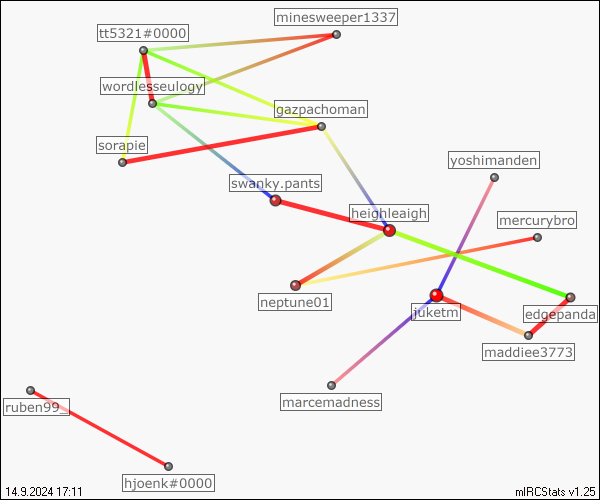 minesweeper1337
tt5321#0000
wordlesseulogy
gazpachoman
sorapie
yoshimanden
swanky.pants
heighleaigh
mercurybro
neptune01
juketm
edgepanda
maddiee3773
marcemadness
ruben99_
hjoenk#0000
14.9.2024 17:11
mIRCStats v1.25